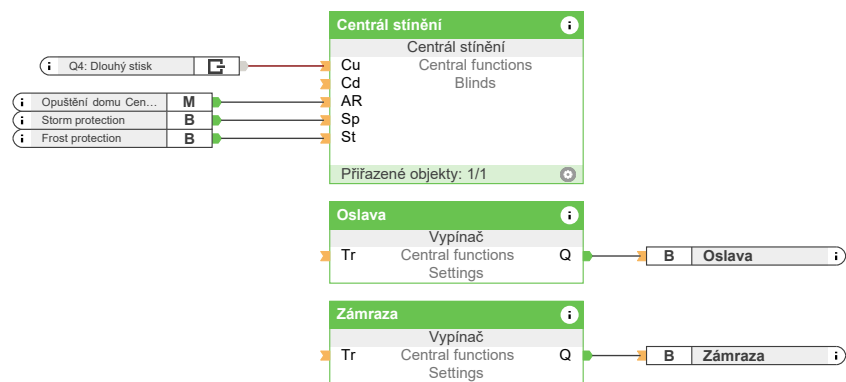 Centrál stínění
Centrál stínění
Q4: Dlouhý stisk
Cu
Central functions
Cd
Blinds
Opuštění domu Cen...
M
AR
Storm protection
B
Sp
Frost protection
B
St
Přiřazené objekty: 1/1
Oslava
Vypínač
Tr
Central functions
Q
B
Oslava
Settings
Zámraza
Vypínač
Tr
Central functions
Q
B
Zámraza
Settings